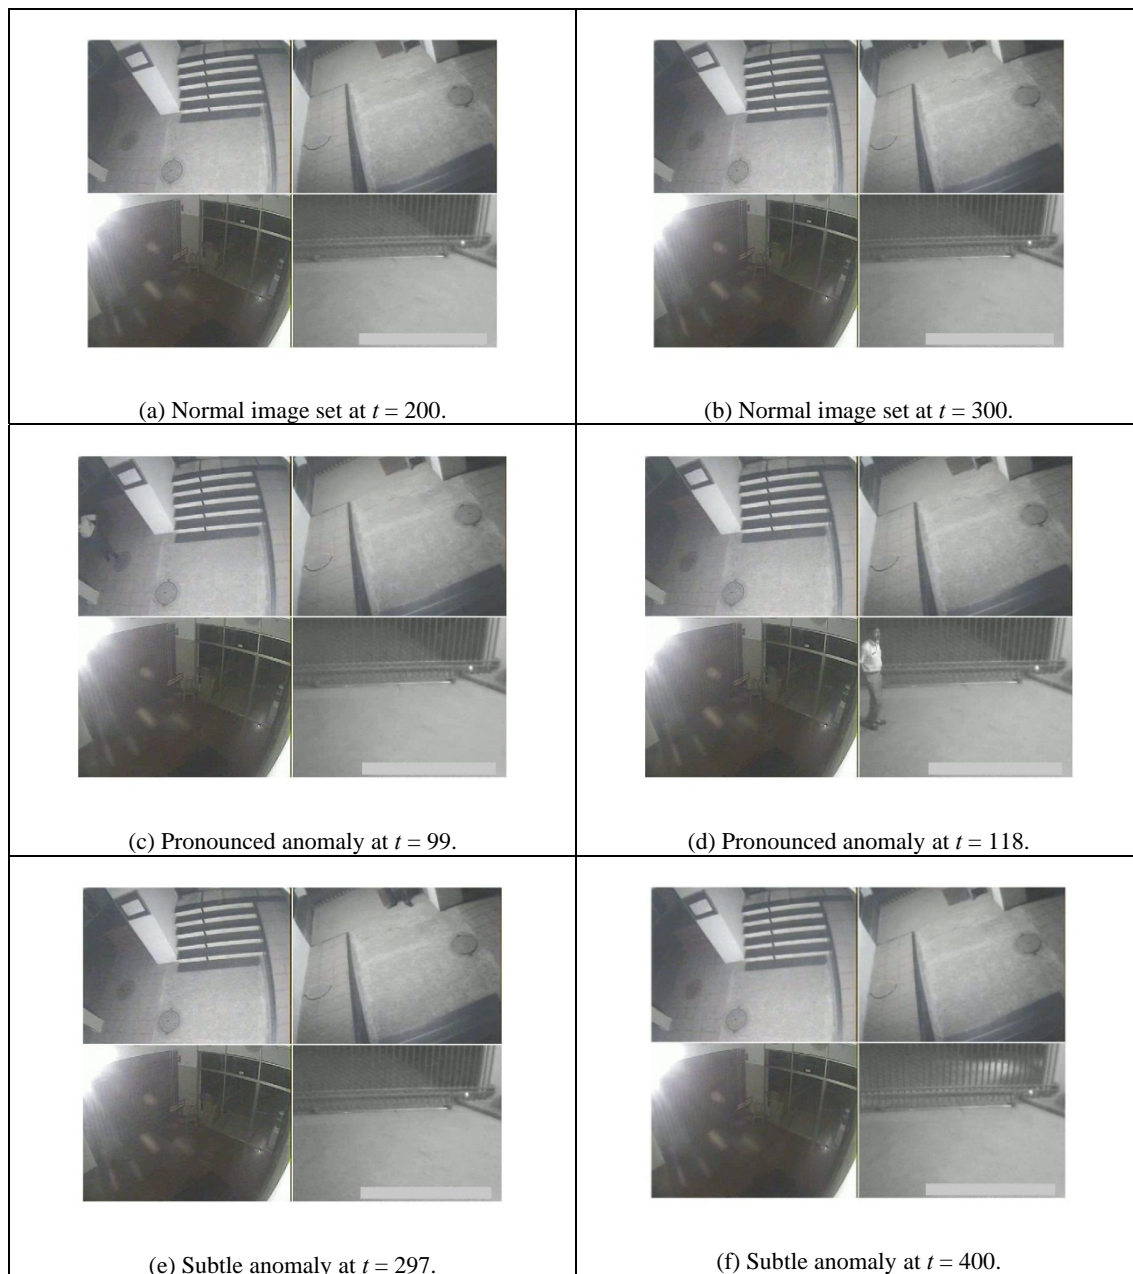 (a) Normal image set at t = 200.
(b) Normal image set at t = 300.
(c) Pronounced anomaly at t = 99.
(d) Pronounced anomaly at t = 118.
(e) Subtle anomaly at t = 297.
(f) Subtle anomaly at t = 400.